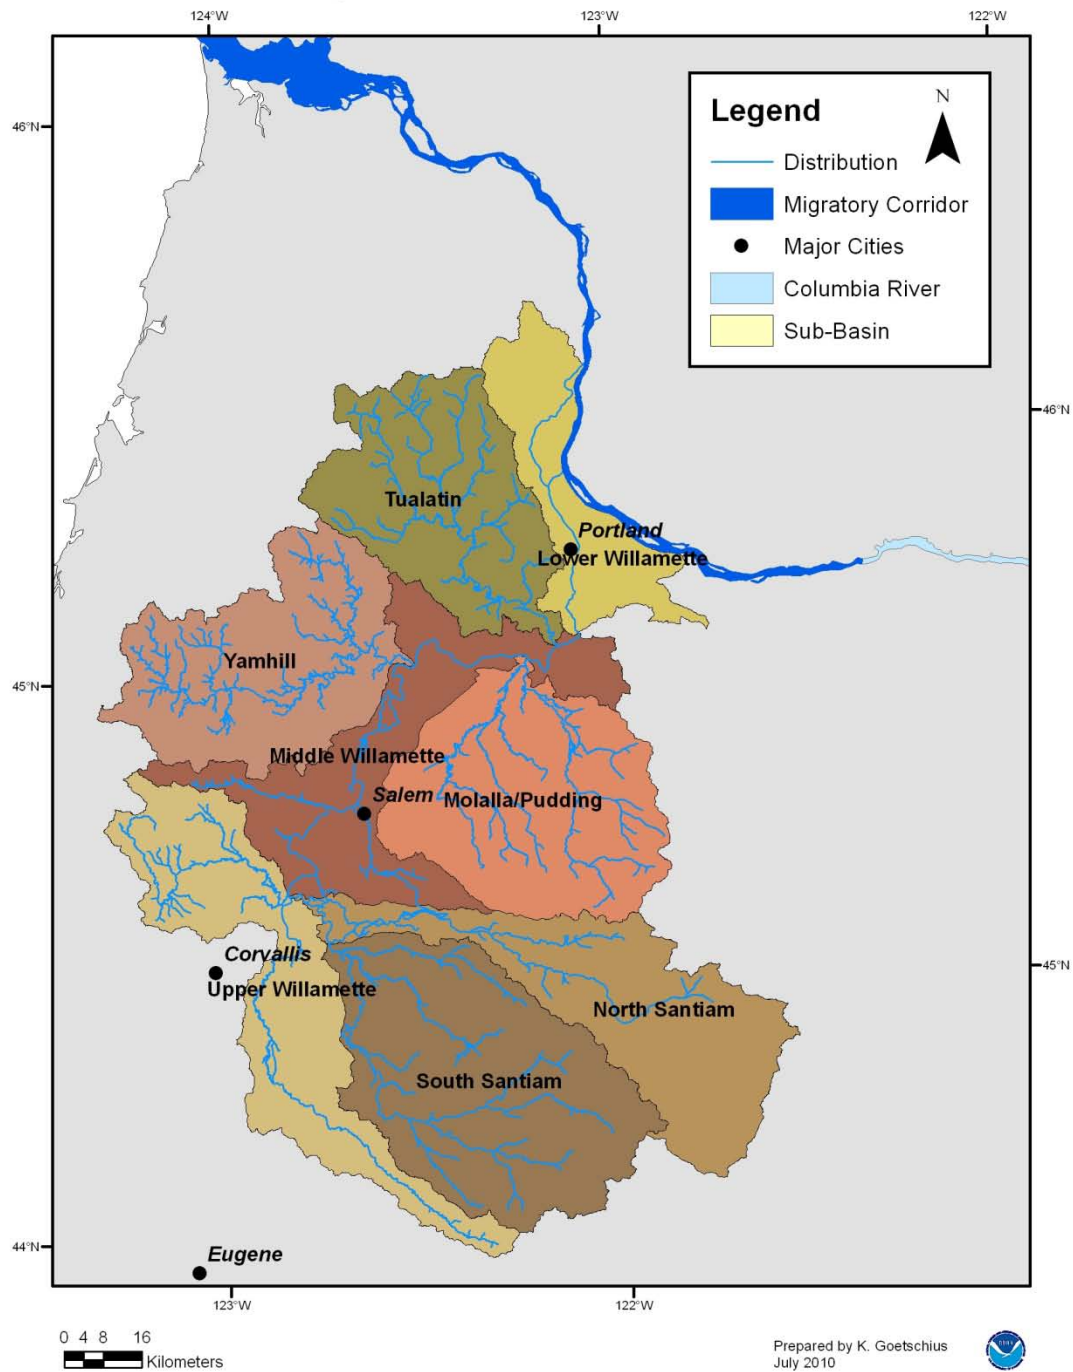 124°W 123°W 122°W
46°N
Legend
N
Distribution
Migratory Corridor
Major Cities
Columbia River
Sub-Basin
46°N
Tualatin
Portland
Lower Willamette
Yamhill
45°N
Middle Willamette
Salem
Molalla/Pudding
Corvallis
45°N
Upper Willamette
North Santiam
South Santiam
44°N
Eugene
123°W 122°W
0 4 8 16
Kilometers
Prepared by K. Goetschius
July 2010